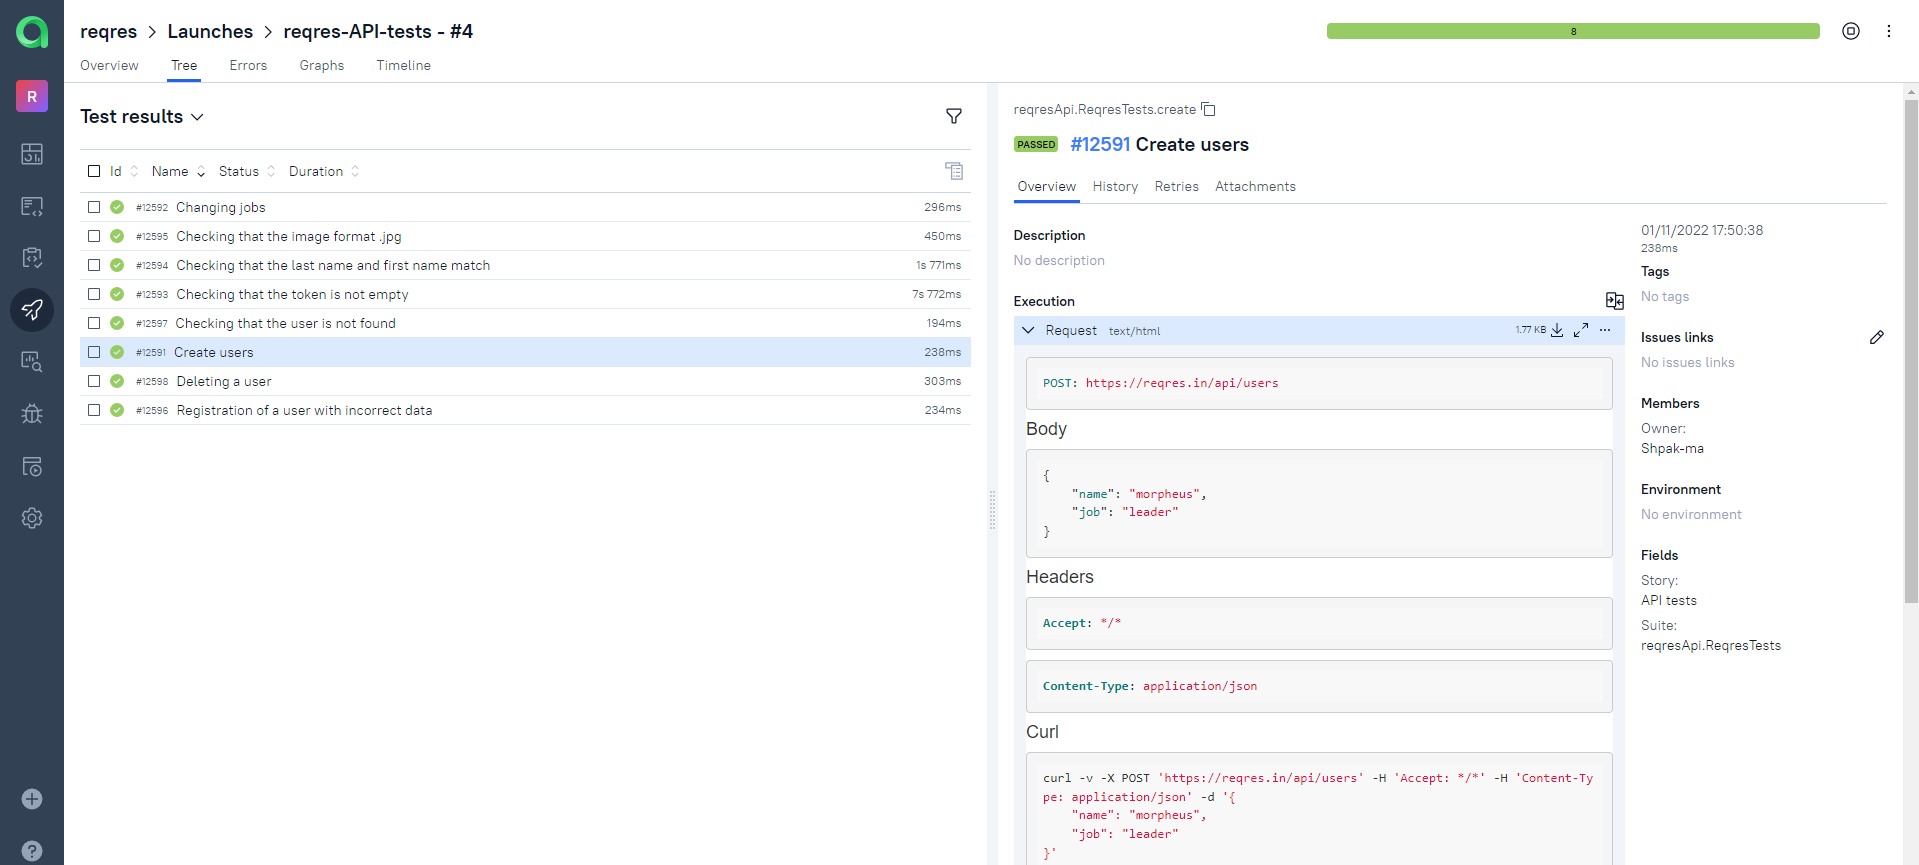 reqres > Launches > reqres-API-tests - #4
8
Overview Tree Errors Graphs Timeline
R
Test results
Id Name Status Duration
#12592 Changing jobs 296ms
#12595 Checking that the image format .jpg 450ms
#12594 Checking that the last name and first name match 1s 771ms
#12593 Checking that the token is not empty 7s 772ms
#12597 Checking that the user is not found 194ms
#12591 Create users 238ms
#12598 Deleting a user 303ms
#12596 Registration of a user with incorrect data 234ms
reqresApi.ReqresTests.create
PASSED #12591 Create users
Overview History Retries Attachments
Description
No description
Execution
Request text/html 1.77 KB
POST: https://reqres.in/api/users
Body
{
"name": "morpheus",
"job": "leader"
}
Headers
Accept: */*
Content-Type: application/json
Curl
curl -v -X POST 'https://reqres.in/api/users' -H 'Accept: */*' -H 'Content-Ty
pe: application/json' -d '{
"name": "morpheus",
"job": "leader"
}'
01/11/2022 17:50:38
238ms
Tags
No tags
Issues links
No issues links
Members
Owner:
Shpak-ma
Environment
No environment
Fields
Story:
API tests
Suite:
reqresApi.ReqresTests